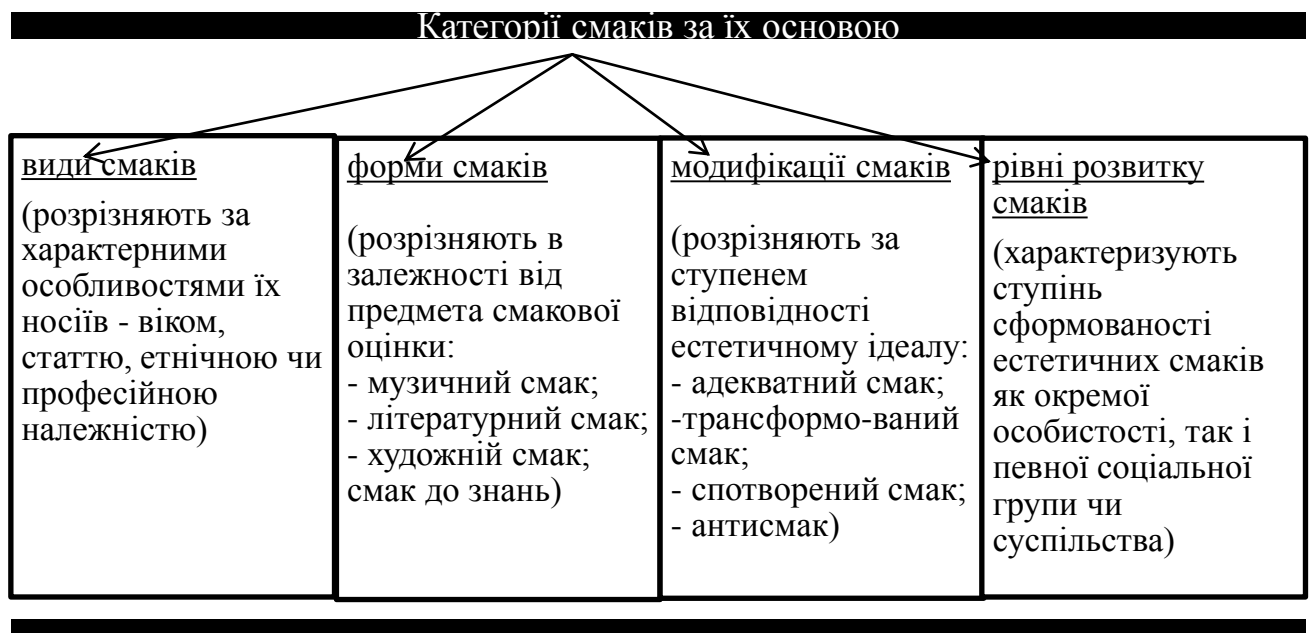 Категорії смаків за їх основою
види смаків
(розрізняють за
характерними
особливостями їх
носіїв - віком,
статтю, етнічною чи
професійною
належністю)
форми смаків
(розрізняють в
залежності від
предмета смакової
оцінки:
- музичний смак;
- літературний смак;
- художній смак;
смак до знань)
модифікації смаків
(розрізняють за
ступенем
відповідності
естетичному ідеалу:
- адекватний смак;
-трансформо-ваний
смак;
- спотворений смак;
- антисмак)
рівні розвитку
смаків
(характеризують
ступінь
сформованості
естетичних смаків
як окремої
особистості, так і
певної соціальної
групи чи
суспільства)